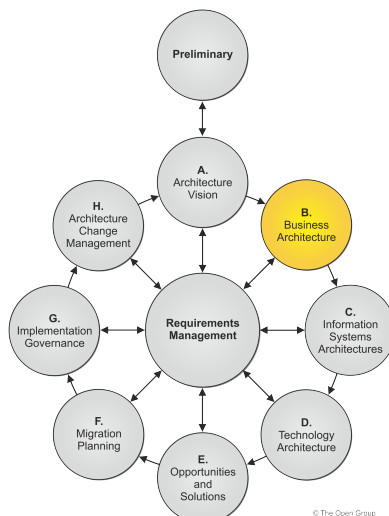 Preliminary
A.
Architecture
Vision
B.
Business
Architecture
C.
Information
Systems
Architectures
D.
Technology
Architecture
E.
Opportunities
and
Solutions
F.
Migration
Planning
G.
Implementation
Governance
H.
Architecture
Change
Management
Requirements
Management
© The Open Group